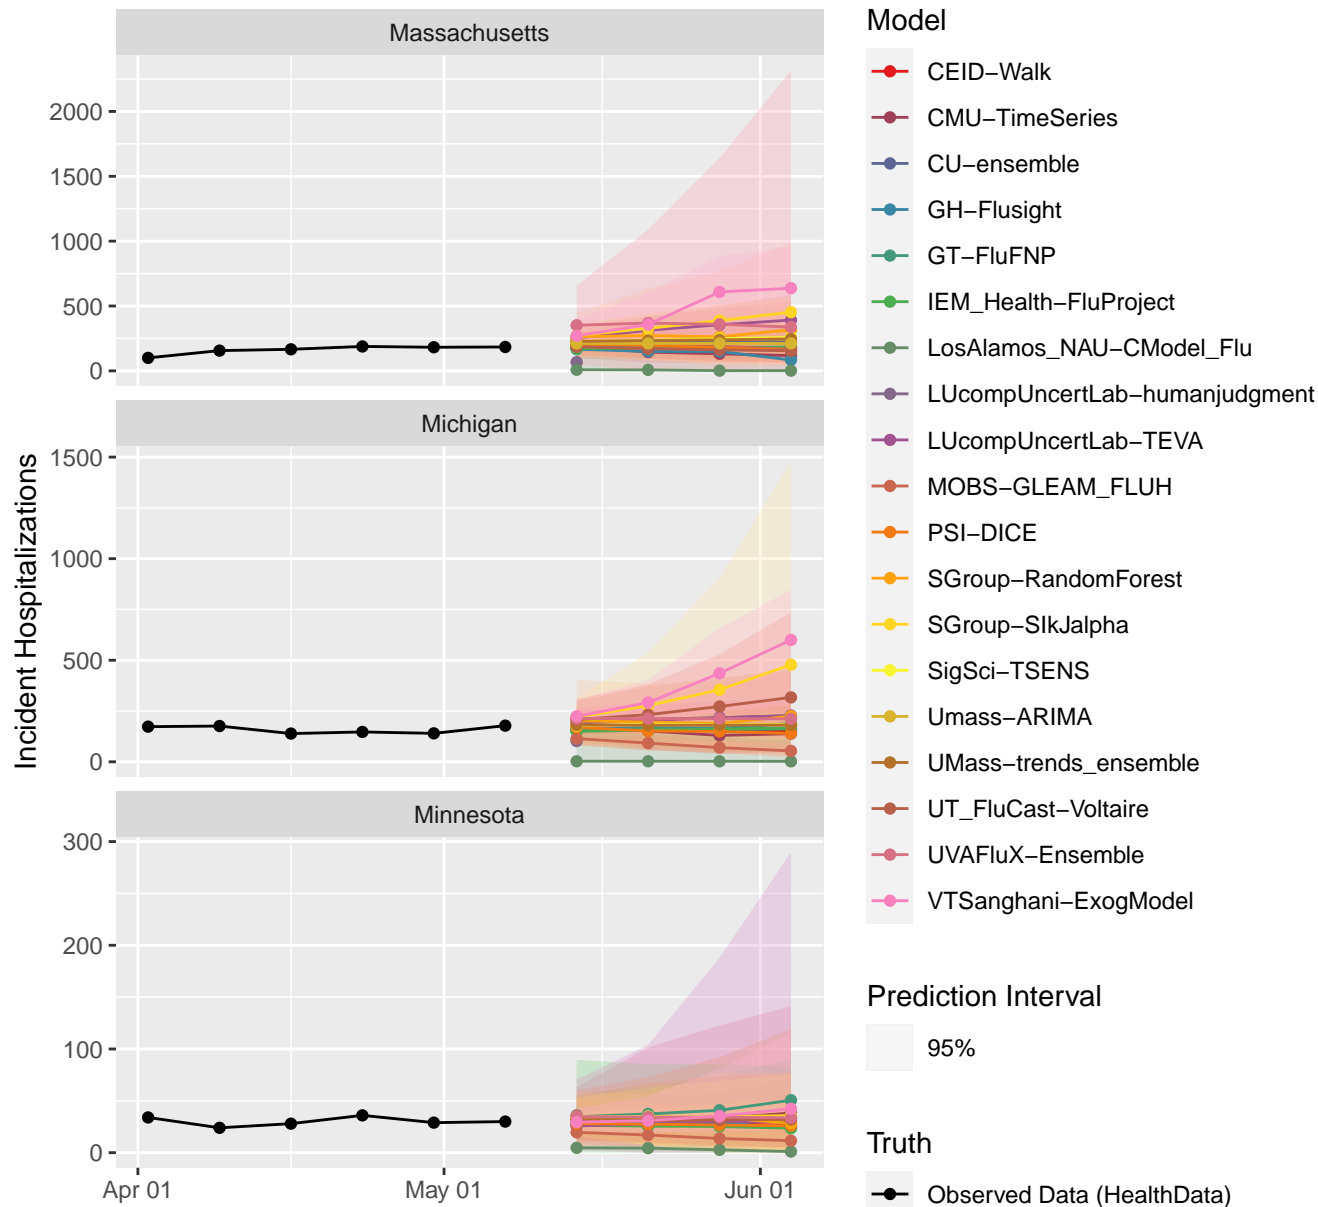 Massachusetts
2000
1500
1000
500
0
Michigan
1500
1000
500
0
Minnesota
300
200
100
0
Apr 01
May 01
Jun 01
Incident Hospitalizations
Model
CEID−Walk
CMU−TimeSeries
CU−ensemble
GH−Flusight
GT−FluFNP
IEM_Health−FluProject
LosAlamos_NAU−CModel_Flu
LUcompUncertLab−humanjudgment
LUcompUncertLab−TEVA
MOBS−GLEAM_FLUH
PSI−DICE
SGroup−RandomForest
SGroup−SIkJalpha
SigSci−TSENS
Umass−ARIMA
UMass−trends_ensemble
UT_FluCast−Voltaire
UVAFluX−Ensemble
VTSanghani−ExogModel
Prediction Interval
95%
Truth
Observed Data (HealthData)